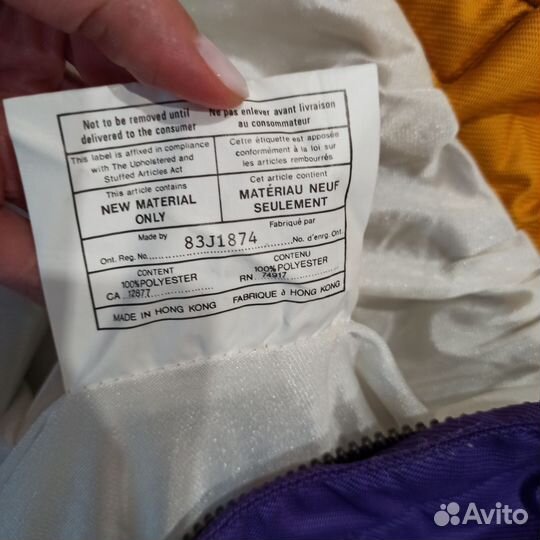 Not to be removed until
delivered to the consumer
Ne pas enlever avant livraison
au consommateur
This label is affixed in compliance
with The Upholstered and
Stuffed Articles Act
Cette étiquette est apposée
conformément à la loi sur
les articles rembourrés
This article contains
NEW MATERIAL
ONLY
Cet article contient
MATÉRIAU NEUF
SEULEMENT
Made by
Fabriqué par
83J1874
Ont. Reg. No.
No. d'enrg. Ont.
CONTENT
100%POLYESTER
CA 12677
CONTENU
100%POLYESTER
RN 74917
MADE IN HONG KONG
FABRIQUE à HONG KONG
Avito